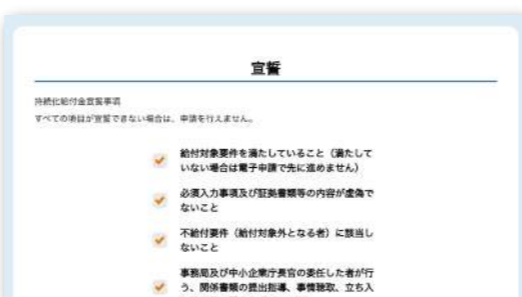 宣誓
持続化給付金宣誓事項
すべての項目が宣誓できない場合は、申請を行えません。
給付対象要件を満たしていること（満たして
いない場合は電子申請で先に進めません）
必須入力事項及び証拠書類等の内容が虚偽で
ないこと
不給付要件（給付対象外となる者）に該当し
ないこと
事務局及び中小企業庁長官の委任した者が行
う、関係書類の提出指導、事情聴取、立ち入